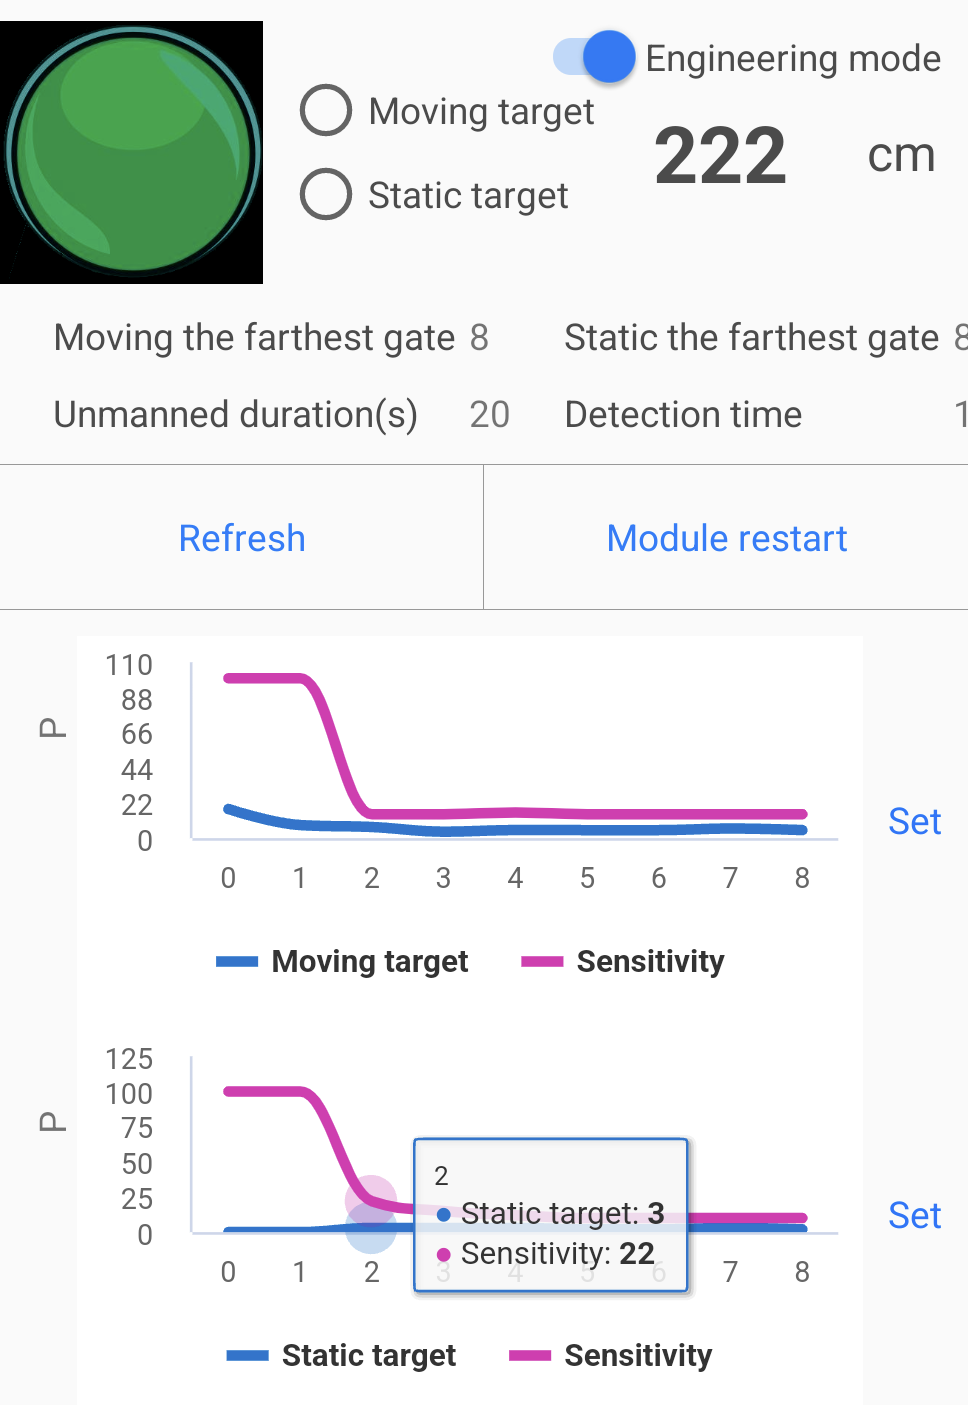 Engineering mode
Moving target
222 cm
Static target
Moving the farthest gate 8 Static the farthest gate 8
Unmanned duration(s) 20 Detection time 1
Refresh Module restart
110
88
66
44
22
0
P
Set
0 1 2 3 4 5 6 7 8
Moving target Sensitivity
125
100
75
50
25
0
P
2
Static target: 3
Sensitivity: 22
Set
0 1 2 3 4 5 6 7 8
Static target Sensitivity